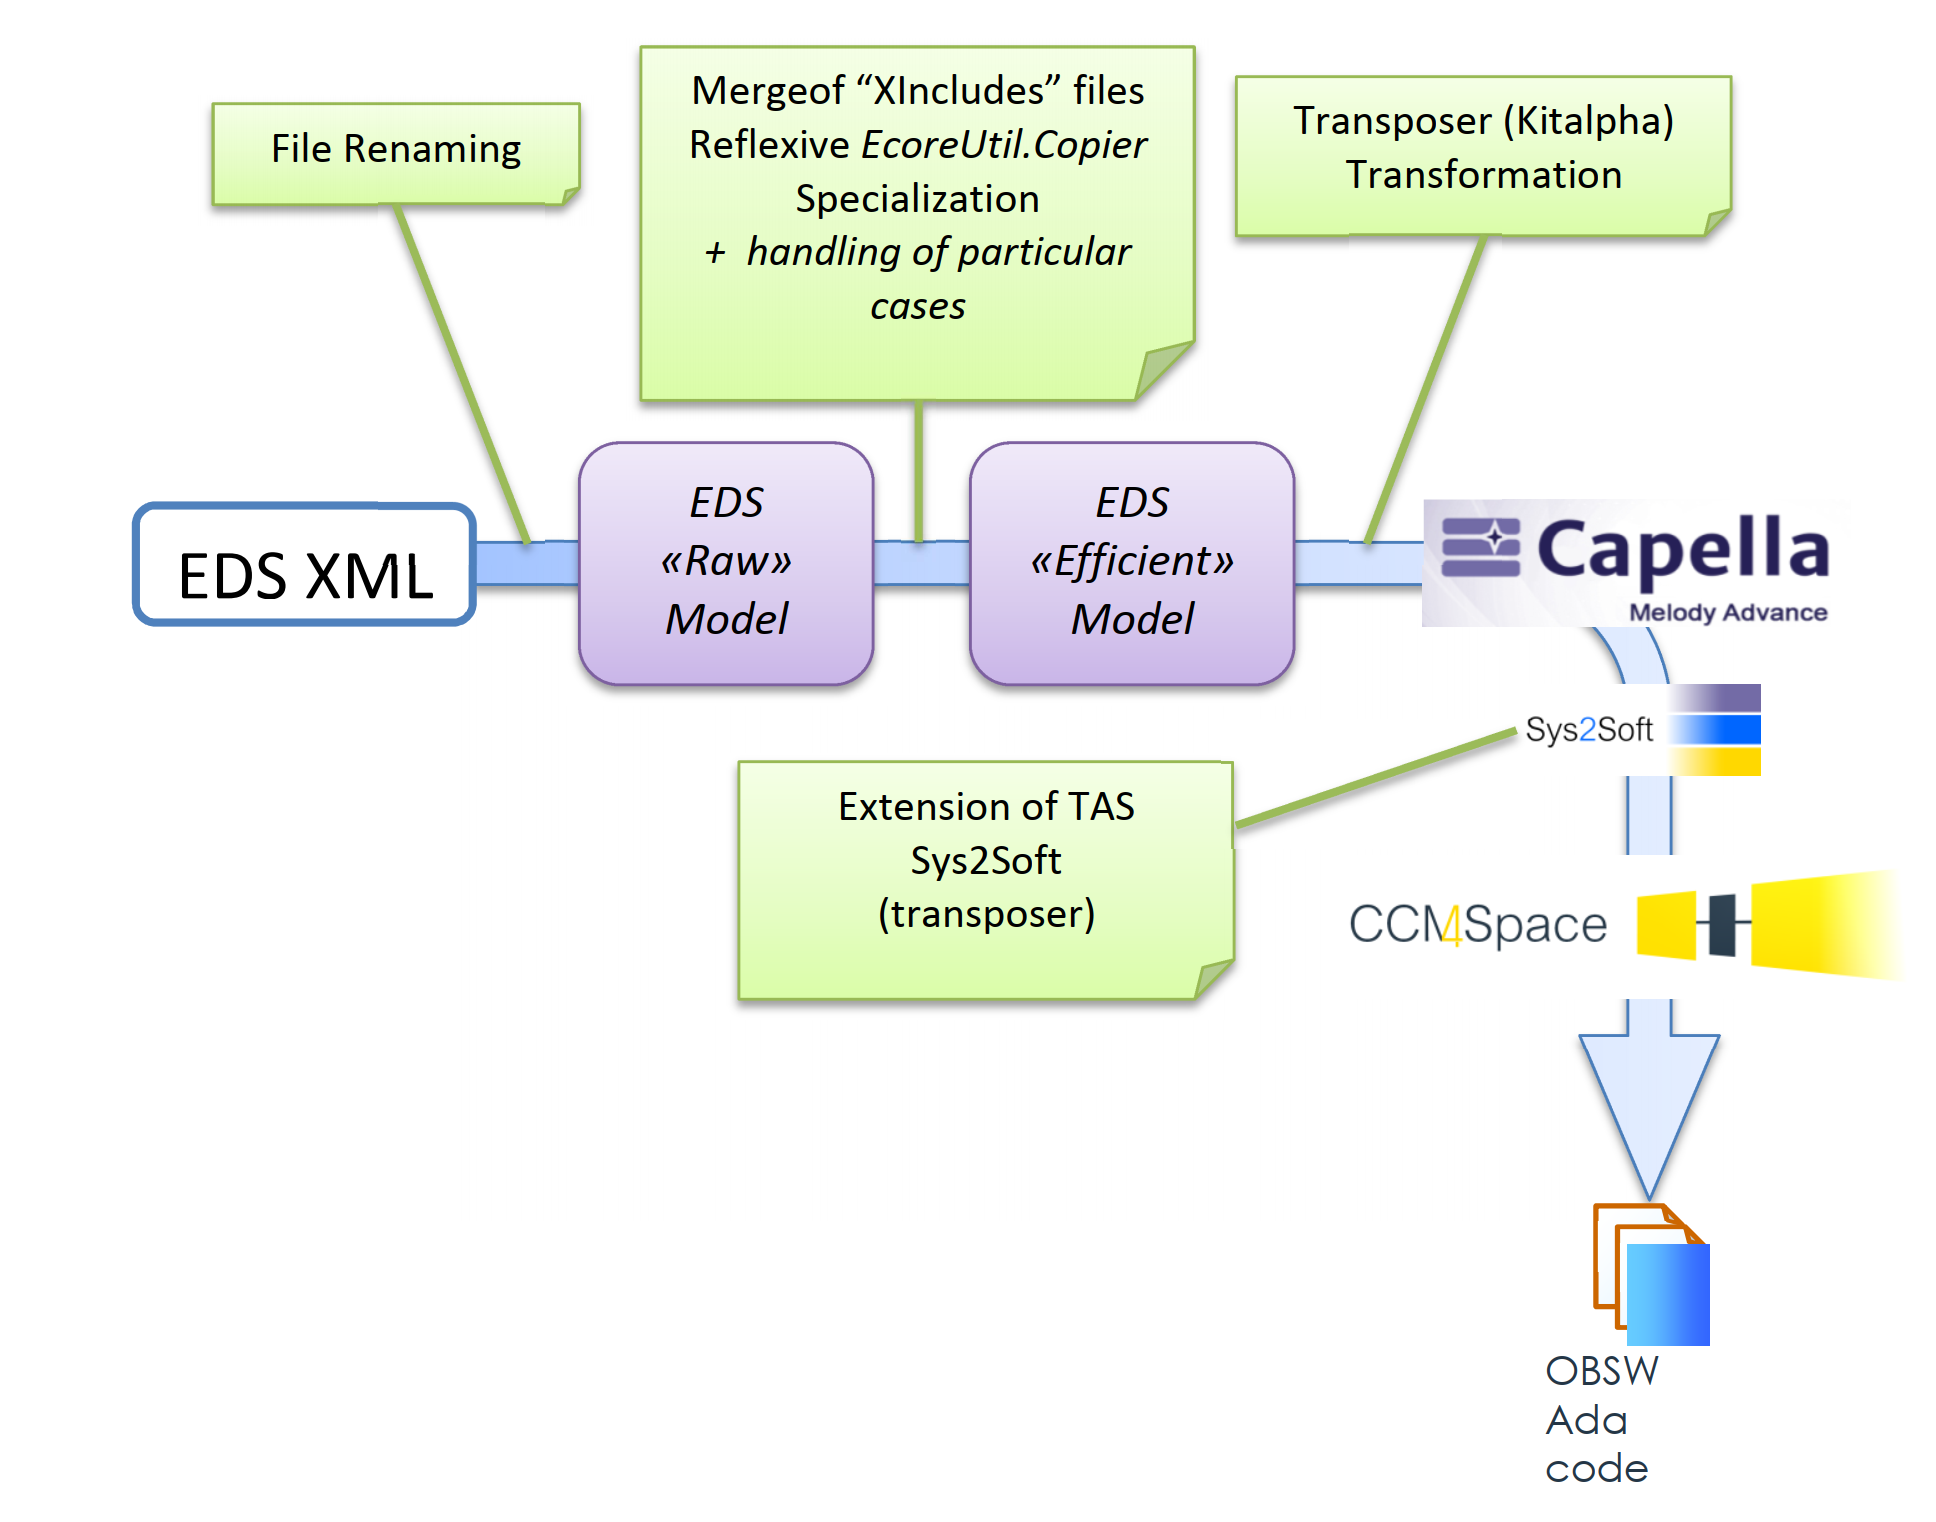 File Renaming
Mergeof “XIncludes” files
Reflexive EcoreUtil.Copier
Specialization
+ handling of particular
cases
Transposer (Kitalpha)
Transformation
EDS XML
EDS
«Raw»
Model
EDS
«Efficient»
Model
Capella
Melody Advance
Sys2Soft
Extension of TAS
Sys2Soft
(transposer)
CCM4Space
OBSW
Ada
code